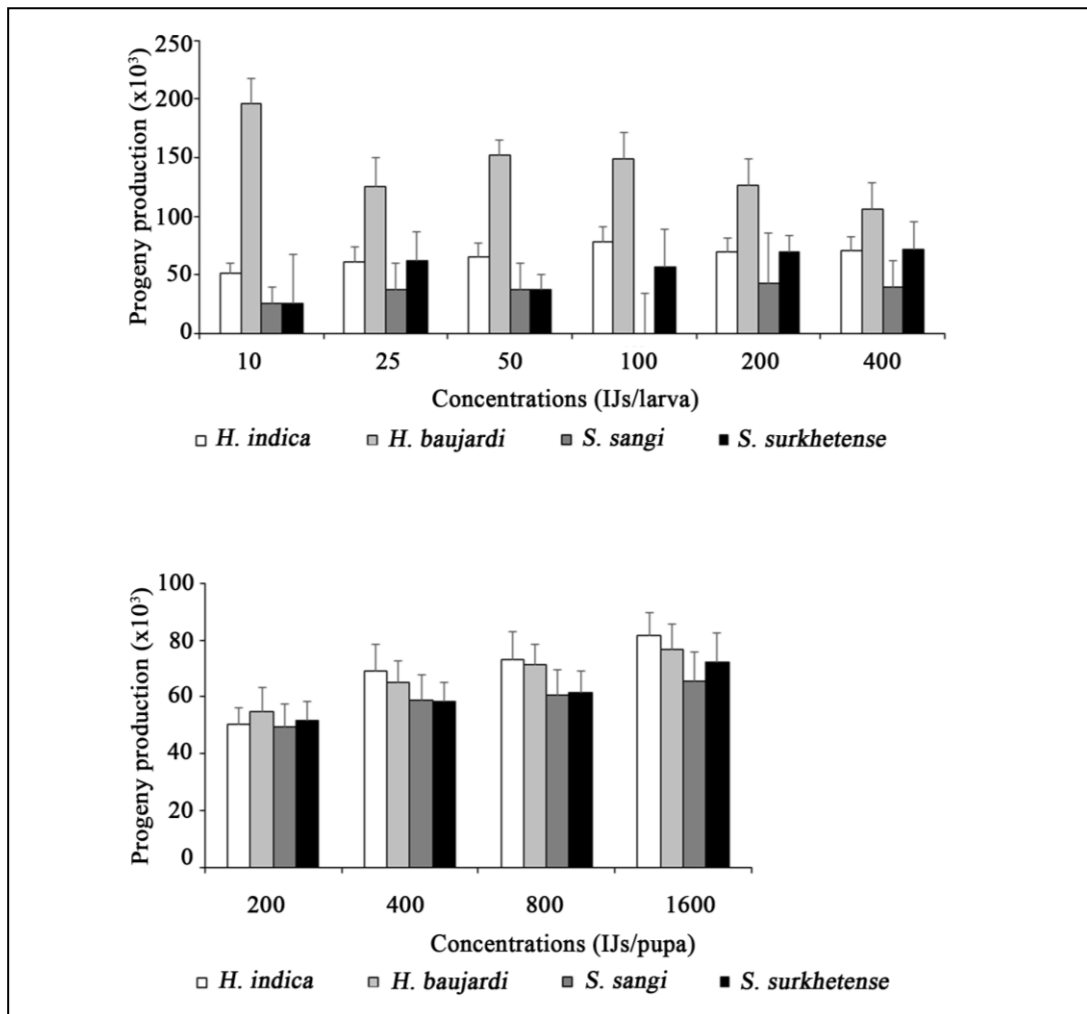 250
200
150
100
50
0
Progeny production (x10³)
10 25 50 100 200 400
Concentrations (IJs/larva)
H. indica H. baujardi S. sangi S. surkhetense
100
80
60
40
20
0
Progeny production (x10³)
200 400 800 1600
Concentrations (IJs/pupa)
H. indica H. baujardi S. sangi S. surkhetense